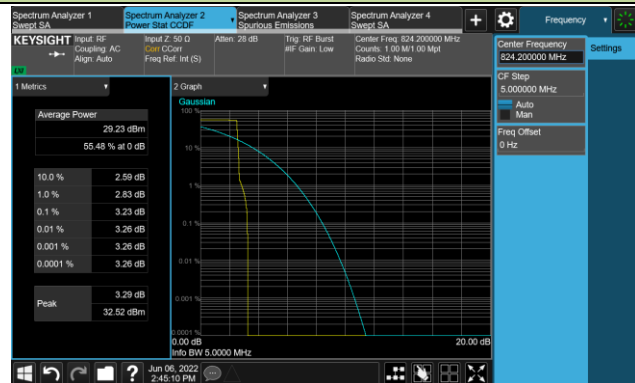 Spectrum Analyzer 1
Swept SA
Spectrum Analyzer 2
Power Stat CCDF
Spectrum Analyzer 3
Spurious Emissions
Spectrum Analyzer 4
Swept SA
Frequency
KEYSIGHT
Input: RF
Coupling: AC
Align: Auto
Input Z: 50 Ω
Corr CCorr
Freq Ref: Int (S)
Atten: 28 dB
Trig: RF Burst
#IF Gain: Low
Center Freq: 824.200000 MHz
Counts: 1.00 M/1.00 Mpt
Radio Std: None
Center Frequency
824.200000 MHz
Settings
CF Step
5.000000 MHz
Auto
Man
Freq Offset
0 Hz
1 Metrics
Average Power
29.23 dBm
55.48 % at 0 dB
10.0 % 2.59 dB
1.0 % 2.83 dB
0.1 % 3.23 dB
0.01 % 3.26 dB
0.001 % 3.26 dB
0.0001 % 3.26 dB
Peak
3.29 dB
32.52 dBm
2 Graph
Gaussian
100 %
10 %
1 %
0.1 %
0.01 %
0.001 %
0.0001 %
0.00 dB
20.00 dB
Info BW 5.0000 MHz
Jun 06, 2022
2:45:10 PM